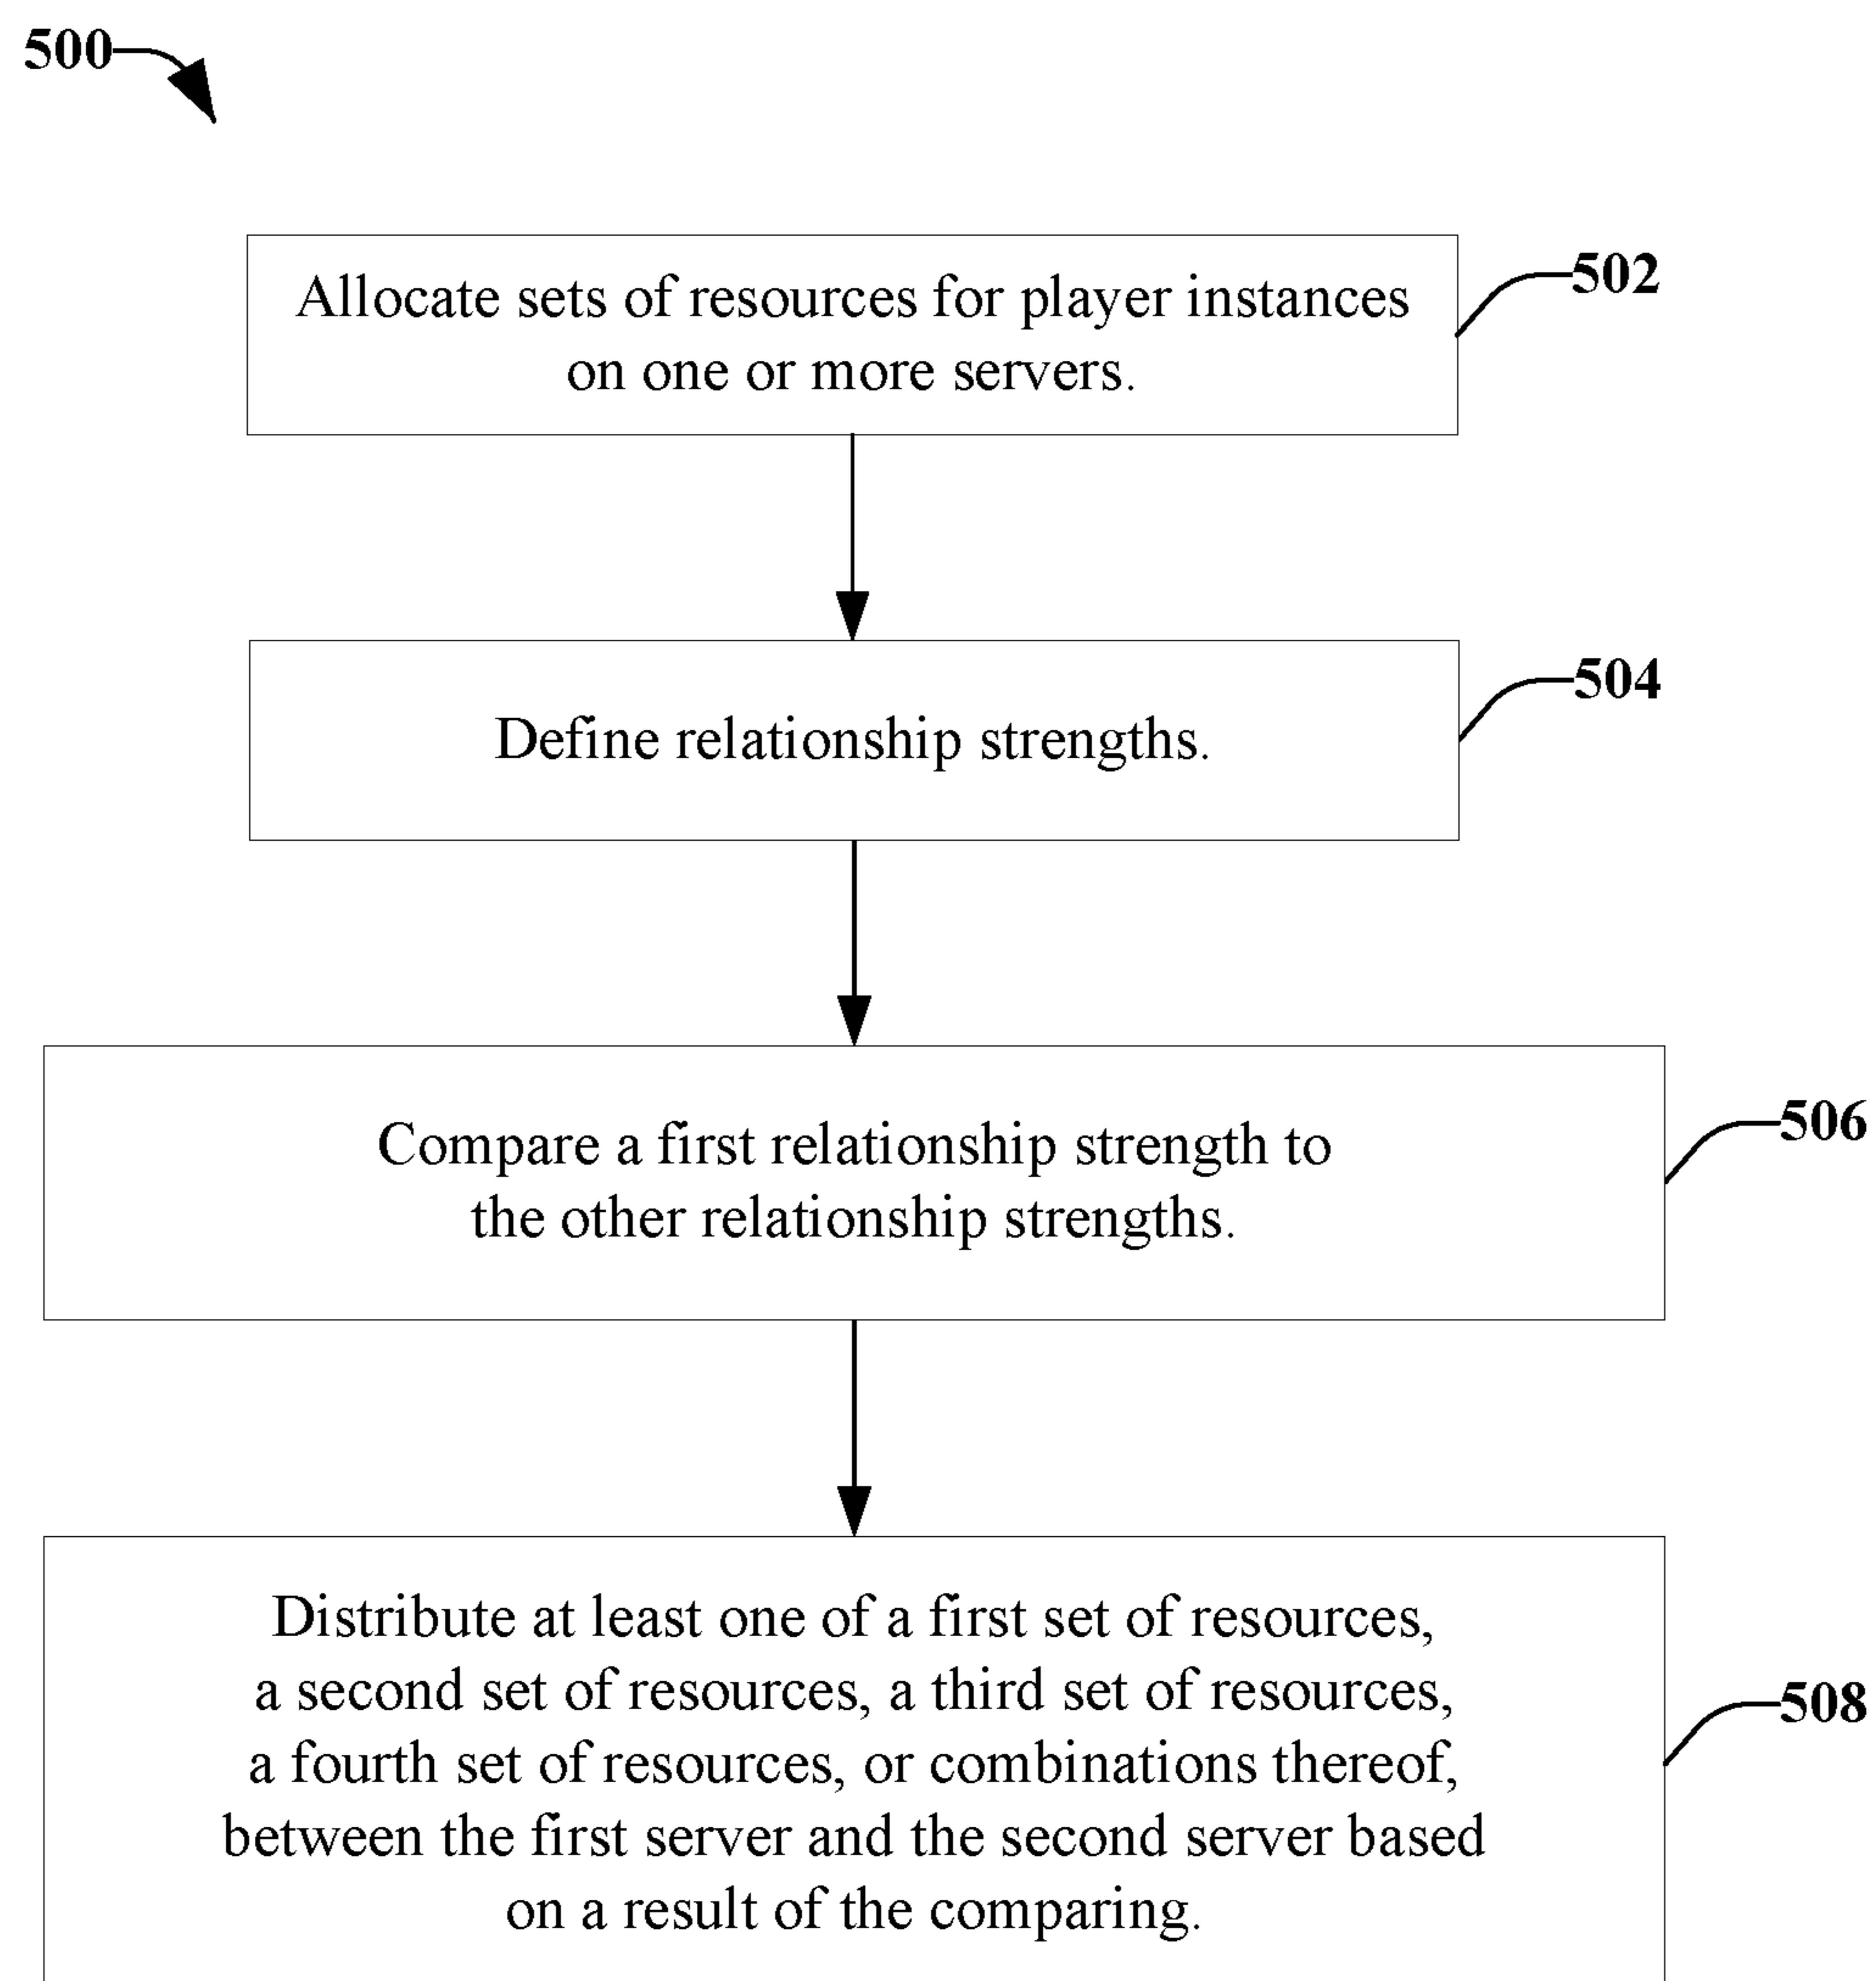 500
Allocate sets of resources for player instances
on one or more servers.
502
Define relationship strengths.
504
Compare a first relationship strength to
the other relationship strengths.
506
Distribute at least one of a first set of resources,
a second set of resources, a third set of resources,
a fourth set of resources, or combinations thereof,
between the first server and the second server based
on a result of the comparing.
508